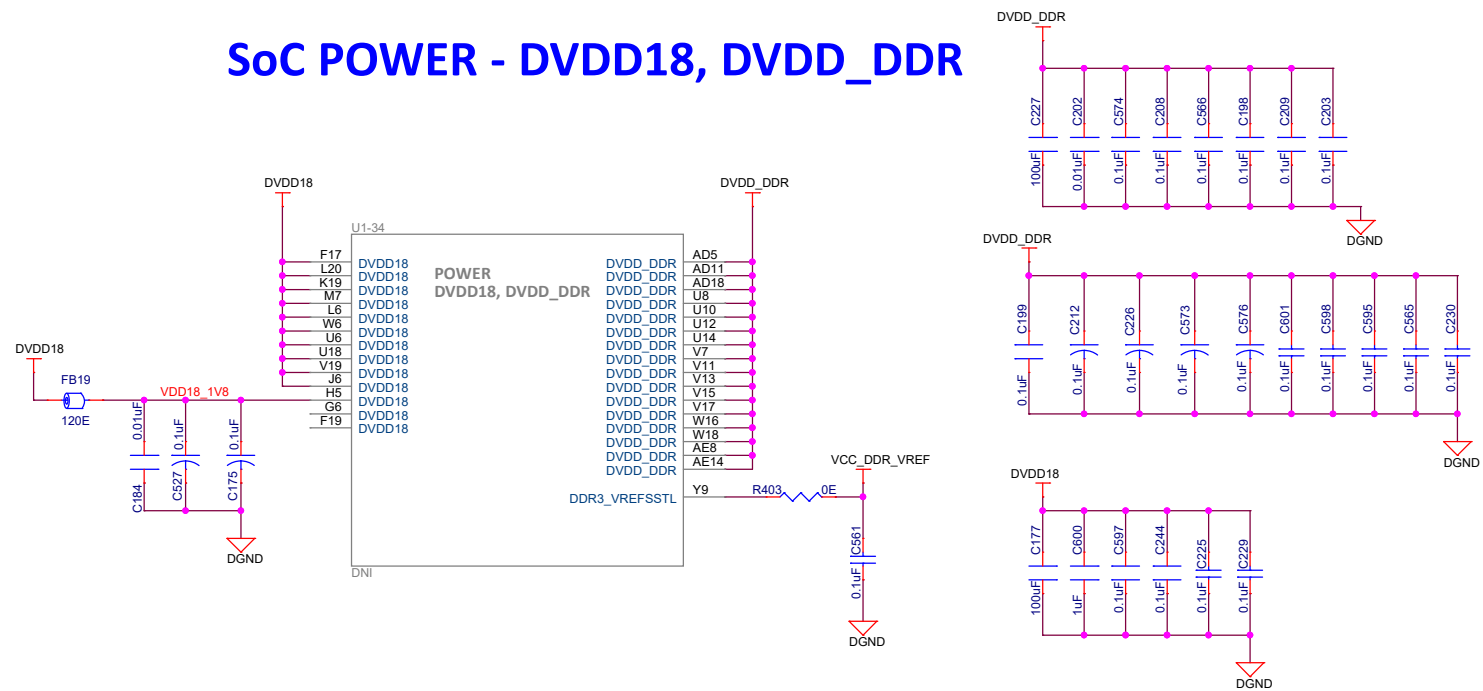 SoC POWER - DVDD18, DVDD_DDR
DVDD18
DVDD_DDR
U1-34
POWER
DVDD18, DVDD_DDR
F17 DVDD18
L20 DVDD18
K19 DVDD18
M7 DVDD18
L6 DVDD18
W6 DVDD18
U6 DVDD18
U18 DVDD18
V19 DVDD18
J6 DVDD18
H5 DVDD18
G6 DVDD18
F19 DVDD18
DVDD_DDR AD5
DVDD_DDR AD11
DVDD_DDR AD18
DVDD_DDR U8
DVDD_DDR U10
DVDD_DDR U12
DVDD_DDR U14
DVDD_DDR V7
DVDD_DDR V11
DVDD_DDR V13
DVDD_DDR V15
DVDD_DDR V17
DVDD_DDR W16
DVDD_DDR W18
DVDD_DDR AE8
DVDD_DDR AE14
DDR3_VREFSSTL Y9
DNI
DVDD18
FB19
120E
VDD18_1V8
0.01uF
C184
0.1uF
C527
0.1uF
C175
DGND
R403 0E
VCC_DDR_VREF
C561
0.1uF
DGND
DVDD_DDR
C227 C202 C574 C208 C566 C198 C209 C203
100uF 0.01uF 0.1uF 0.1uF 0.1uF 0.1uF 0.1uF 0.1uF
DGND
DVDD_DDR
C199 C212 C226 C573 C576 C601 C598 C595 C565 C230
0.1uF 0.1uF 0.1uF 0.1uF 0.1uF 0.1uF 0.1uF 0.1uF 0.1uF 0.1uF
DGND
DVDD18
C177 C600 C597 C244 C225 C229
100uF 1uF 0.1uF 0.1uF 0.1uF 0.1uF
DGND